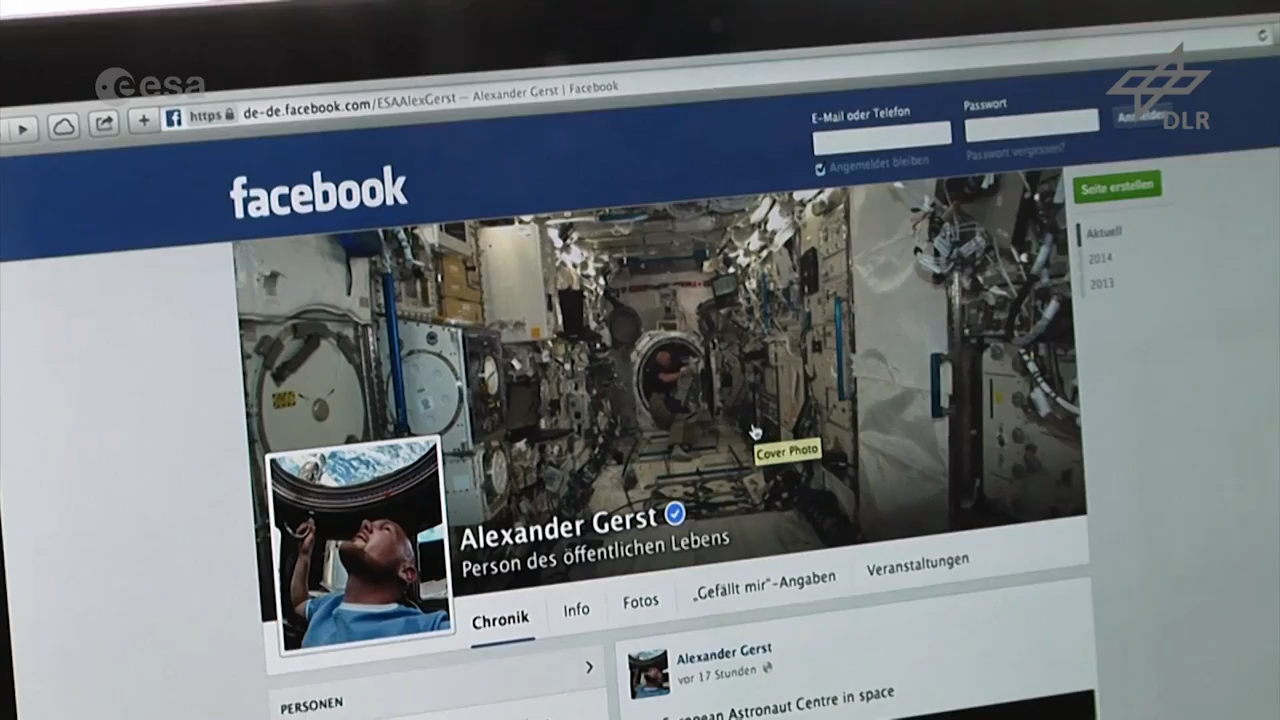 esa
DLR
https de-de.facebook.com/ESAAlexGerst — Alexander Gerst | Facebook
facebook
E-Mail oder Telefon
Passwort
Anmelden
Angemeldet bleiben
Passwort vergessen?
Seite erstellen
Aktuell
2014
2013
Cover Photo
Alexander Gerst
Person des öffentlichen Lebens
Chronik
Info
Fotos
„Gefällt mir“-Angaben
Veranstaltungen
PERSONEN
Alexander Gerst
vor 17 Stunden
European Astronaut Centre in space